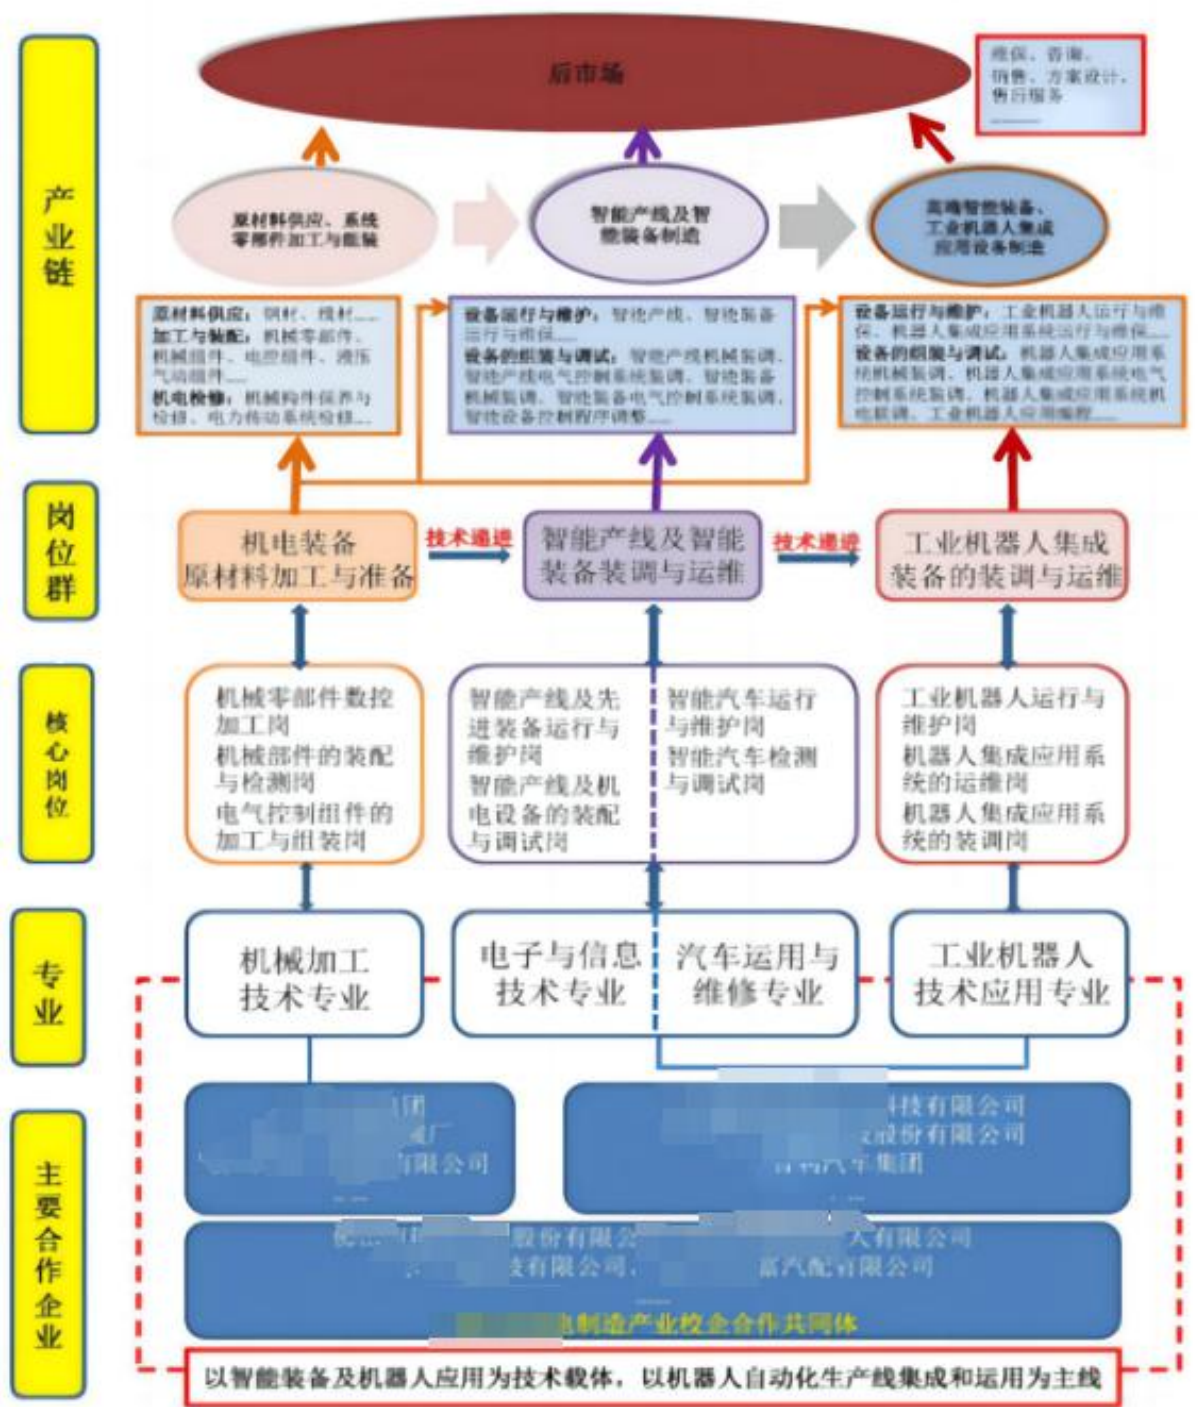 产业链
后市场
维保、咨询、
销售、方案设计、
售后服务
原材料供应、系统
零部件加工与组装
智能产线及智
能装备制造
高端智能装备、
工业机器人集成
应用设备制造
原材料供应：钢材、线材……
加工与装配：机械零部件、
机械组件、电控组件、液压
气动组件……
机电检修：机械构件保养与
检修、电力传动系统检修……
设备运行与维护：智能产线、智能装备
运行与维保……
设备的组装与调试：智能产线机械装调、
智能产线电气控制系统装调、智能装备
机械装调、智能装备电气控制系统装调、
智能设备控制程序调整……
设备运行与维护：工业机器人运行与维
保、机器人集成应用系统运行与维保……
设备的组装与调试：机器人集成应用系
统机械装调、机器人集成应用系统电气
控制系统装调、机器人集成应用系统机
电联调、工业机器人应用编程……
岗位群
机电装备
原材料加工与准备
技术递进
智能产线及智能
装备装调与运维
技术递进
工业机器人集成
装备的装调与运维
核心岗位
机械零部件数控
加工岗
机械部件的装配
与检测岗
电气控制组件的
加工与组装岗
智能产线及先
进装备运行与
维护岗
智能产线及机
电设备的装配
与调试岗
智能汽车运行
与维护岗
智能汽车检测
与调试岗
工业机器人运行与
维护岗
机器人集成应用系
统的运维岗
机器人集成应用系
统的装调岗
专业
机械加工
技术专业
电子与信息
技术专业
汽车运用与
维修专业
工业机器人
技术应用专业
主要合作企业
团
厂
有限公司
科技有限公司
股份有限公司
汽车集团
股份有限公 人有限公司
技有限公司、 富汽配有限公司
电制造产业校企合作共同体
以智能装备及机器人应用为技术载体，以机器人自动化生产线集成和运用为主线